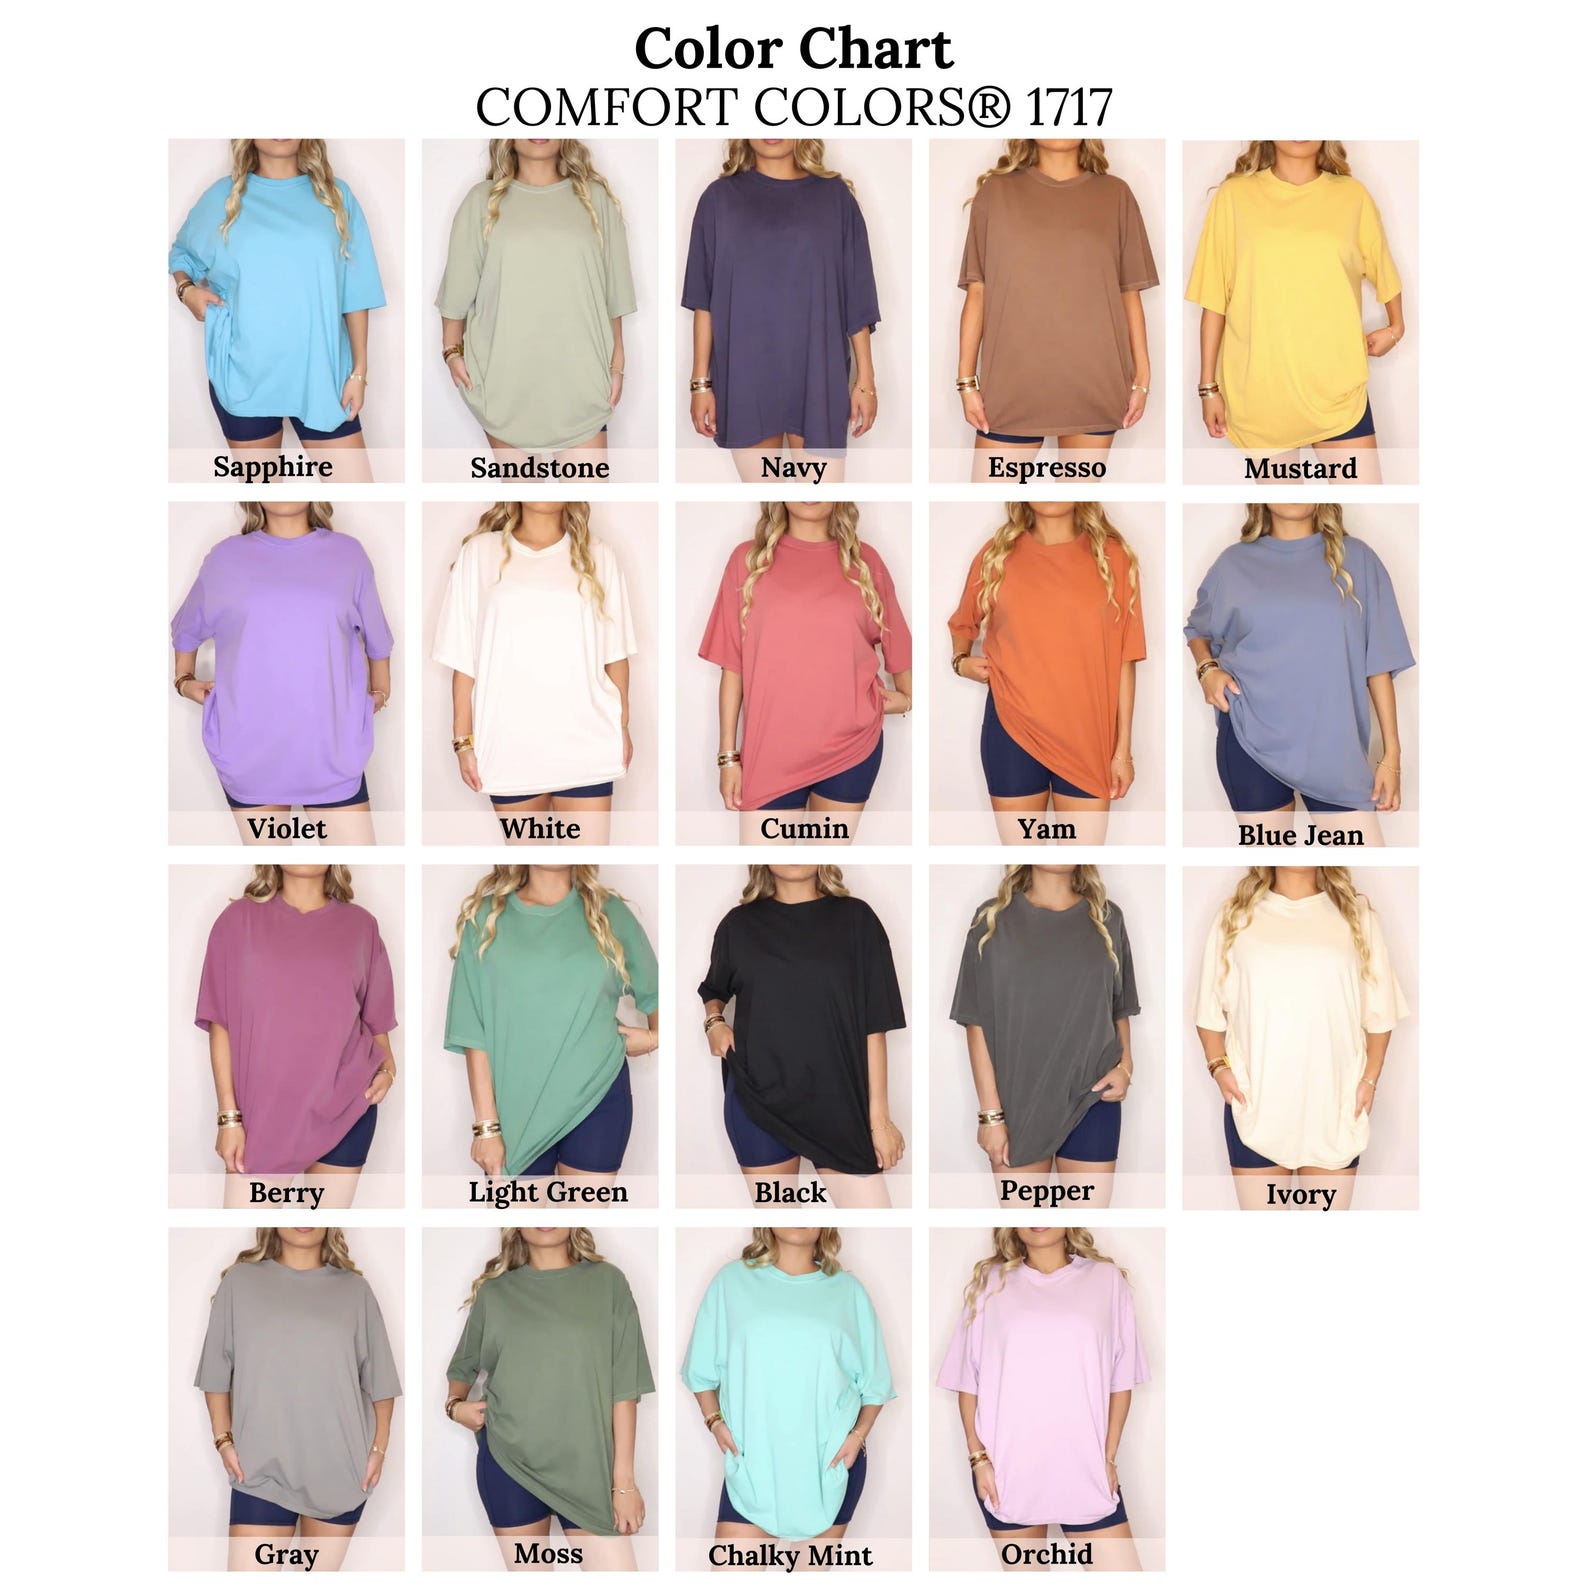 Color Chart
COMFORT COLORS® 1717
Sapphire
Sandstone
Navy
Espresso
Mustard
Violet
White
Cumin
Yam
Blue Jean
Berry
Light Green
Black
Pepper
Ivory
Gray
Moss
Chalky Mint
Orchid